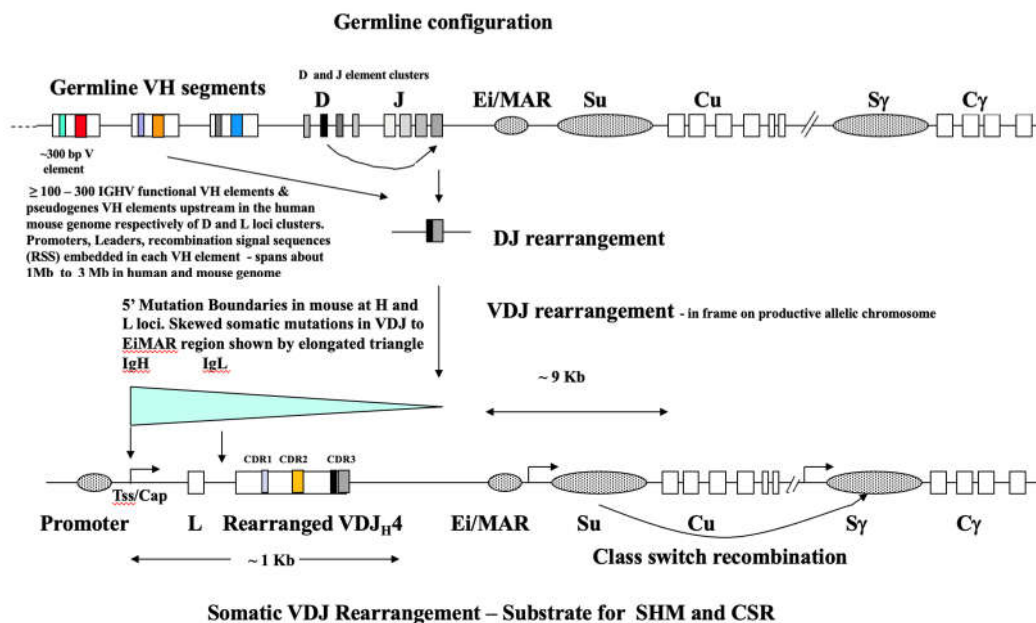 Germline configuration
D and J element clusters
Germline VH segments
D J Ei/MAR Su Cu Sγ Cγ
~300 bp V
element
≥ 100 – 300 IGHV functional VH elements &
pseudogenes VH elements upstream in the human
mouse genome respectively of D and L loci clusters.
Promoters, Leaders, recombination signal sequences
(RSS) embedded in each VH element - spans about
1Mb to 3 Mb in human and mouse genome
DJ rearrangement
5’ Mutation Boundaries in mouse at H and
L loci. Skewed somatic mutations in VDJ to
EiMAR region shown by elongated triangle
IgH IgL
VDJ rearrangement - in frame on productive allelic chromosome
~ 9 Kb
CDR1 CDR2 CDR3
Tss/Cap
Promoter L Rearranged VDJH4 Ei/MAR Su Cu Sγ Cγ
Class switch recombination
~ 1 Kb
Somatic VDJ Rearrangement – Substrate for SHM and CSR